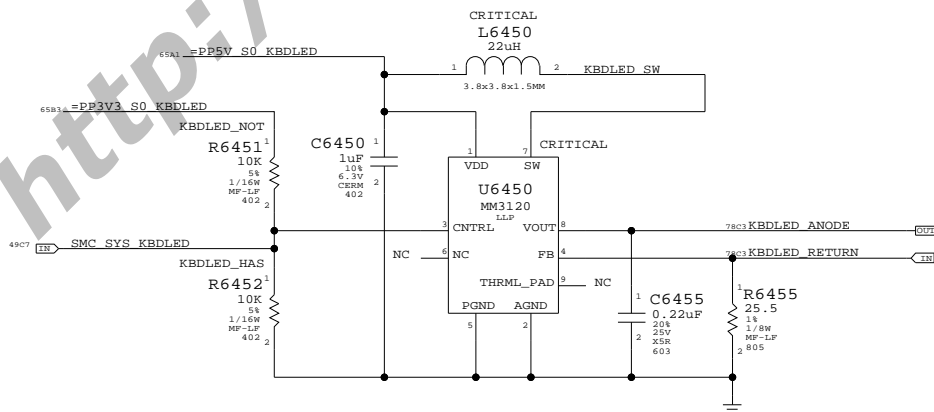 http:/
CRITICAL
L6450
22uH
1
2
3.8x3.8x1.5MM
65A1 =PP5V_S0_KBDLED
KBDLED_SW
65B3 =PP3V3_S0_KBDLED
KBDLED_NOT
R6451
10K
5%
1/16W
MF-LF
402
1
2
C6450
1uF
10%
6.3V
CERM
402
1
2
49C7 IN SMC_SYS_KBDLED
KBDLED_HAS
R6452
10K
5%
1/16W
MF-LF
402
1
2
CRITICAL
1
VDD
7
SW
U6450
MM3120
LLP
3 CNTRL
VOUT 8
NC 6 NC
FB 4
THRML_PAD 9 NC
PGND
5
AGND
2
78C3 KBDLED_ANODE OUT
78C3 KBDLED_RETURN IN
C6455
0.22uF
20%
25V
X5R
603
1
2
R6455
25.5
1%
1/8W
MF-LF
805
1
2